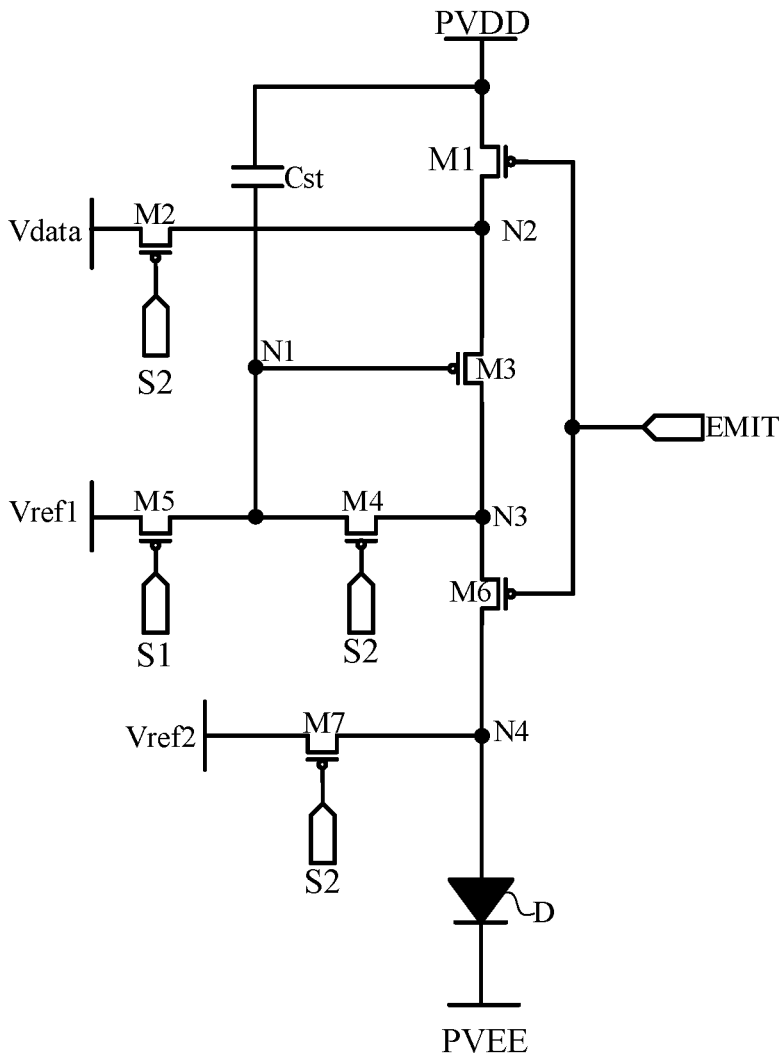 PVDD
M1
Cst
M2
Vdata
N2
N1
M3
S2
EMIT
M5
M4
Vref1
N3
M6
S1
S2
M7
Vref2
N4
S2
D
PVEE